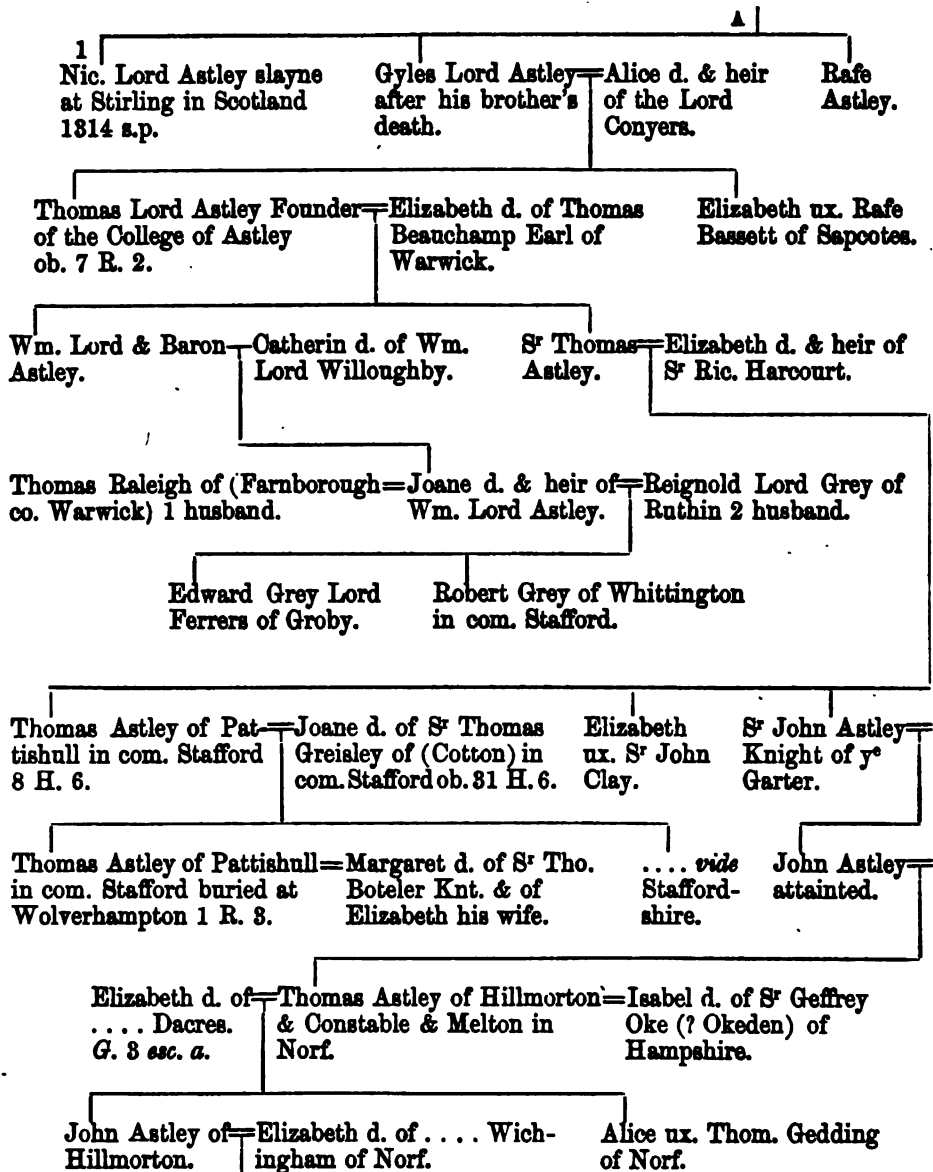 A
1
Nic. Lord Astley slayne
at Stirling in Scotland
1314 s.p.
Gyles Lord Astley=Alice d. & heir
after his brother's
death.
of the Lord
Conyers.
Rafe
Astley.
Thomas Lord Astley Founder=Elizabeth d. of Thomas
of the College of Astley
ob. 7 R. 2.
Beauchamp Earl of
Warwick.
Elizabeth ux. Rafe
Bassett of Sapcotes.
Wm. Lord & Baron
Astley.
Catherin d. of Wm.
Lord Willoughby.
Sr Thomas=Elizabeth d. & heir of
Astley.
Sr Ric. Harcourt.
Thomas Raleigh of (Farnborough=Joane d. & heir of=Reignold Lord Grey of
co. Warwick) 1 husband.
Wm. Lord Astley.
Ruthin 2 husband.
Edward Grey Lord
Ferrers of Groby.
Robert Grey of Whittington
in com. Stafford.
Thomas Astley of Pat-=Joane d. of Sr Thomas
tishull in com. Stafford
8 H. 6.
Greisley of (Cotton) in
com. Stafford ob. 31 H. 6.
Elizabeth
ux. Sr John
Clay.
Sr John Astley=
Knight of ye
Garter.
Thomas Astley of Pattishull=Margaret d. of Sr Tho.
in com. Stafford buried at
Wolverhampton 1 R. 3.
Boteler Knt. & of
Elizabeth his wife.
.... vide
Stafford-
shire.
John Astley=
attainted.
Elizabeth d. of=Thomas Astley of Hillmorton=Isabel d. of Sr Geffrey
.... Dacres.
G. 3 esc. a.
& Constable & Melton in
Norf.
Oke (? Okeden) of
Hampshire.
John Astley of=Elizabeth d. of .... Wich-
Hillmorton.
ingham of Norf.
Alice ux. Thom. Gedding
of Norf.